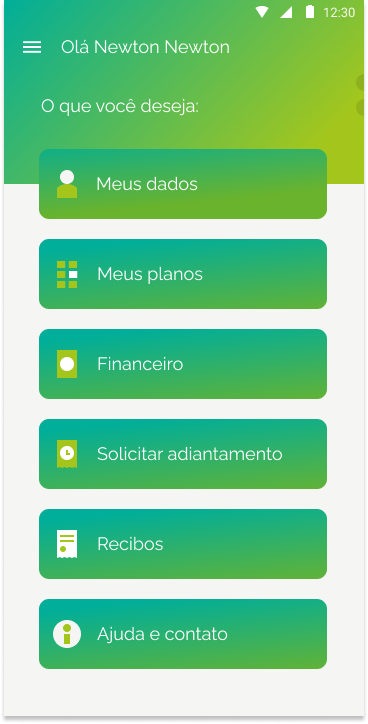 12:30
Olá Newton Newton
O que você deseja:
Meus dados
Meus planos
Financeiro
Solicitar adiantamento
Recibos
Ajuda e contato